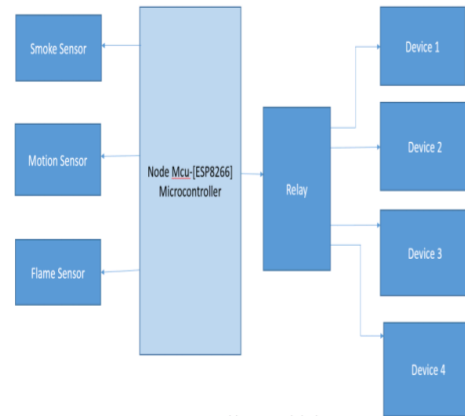 Smoke Sensor
Motion Sensor
Flame Sensor
Node Mcu-[ESP8266]
Microcontroller
Relay
Device 1
Device 2
Device 3
Device 4